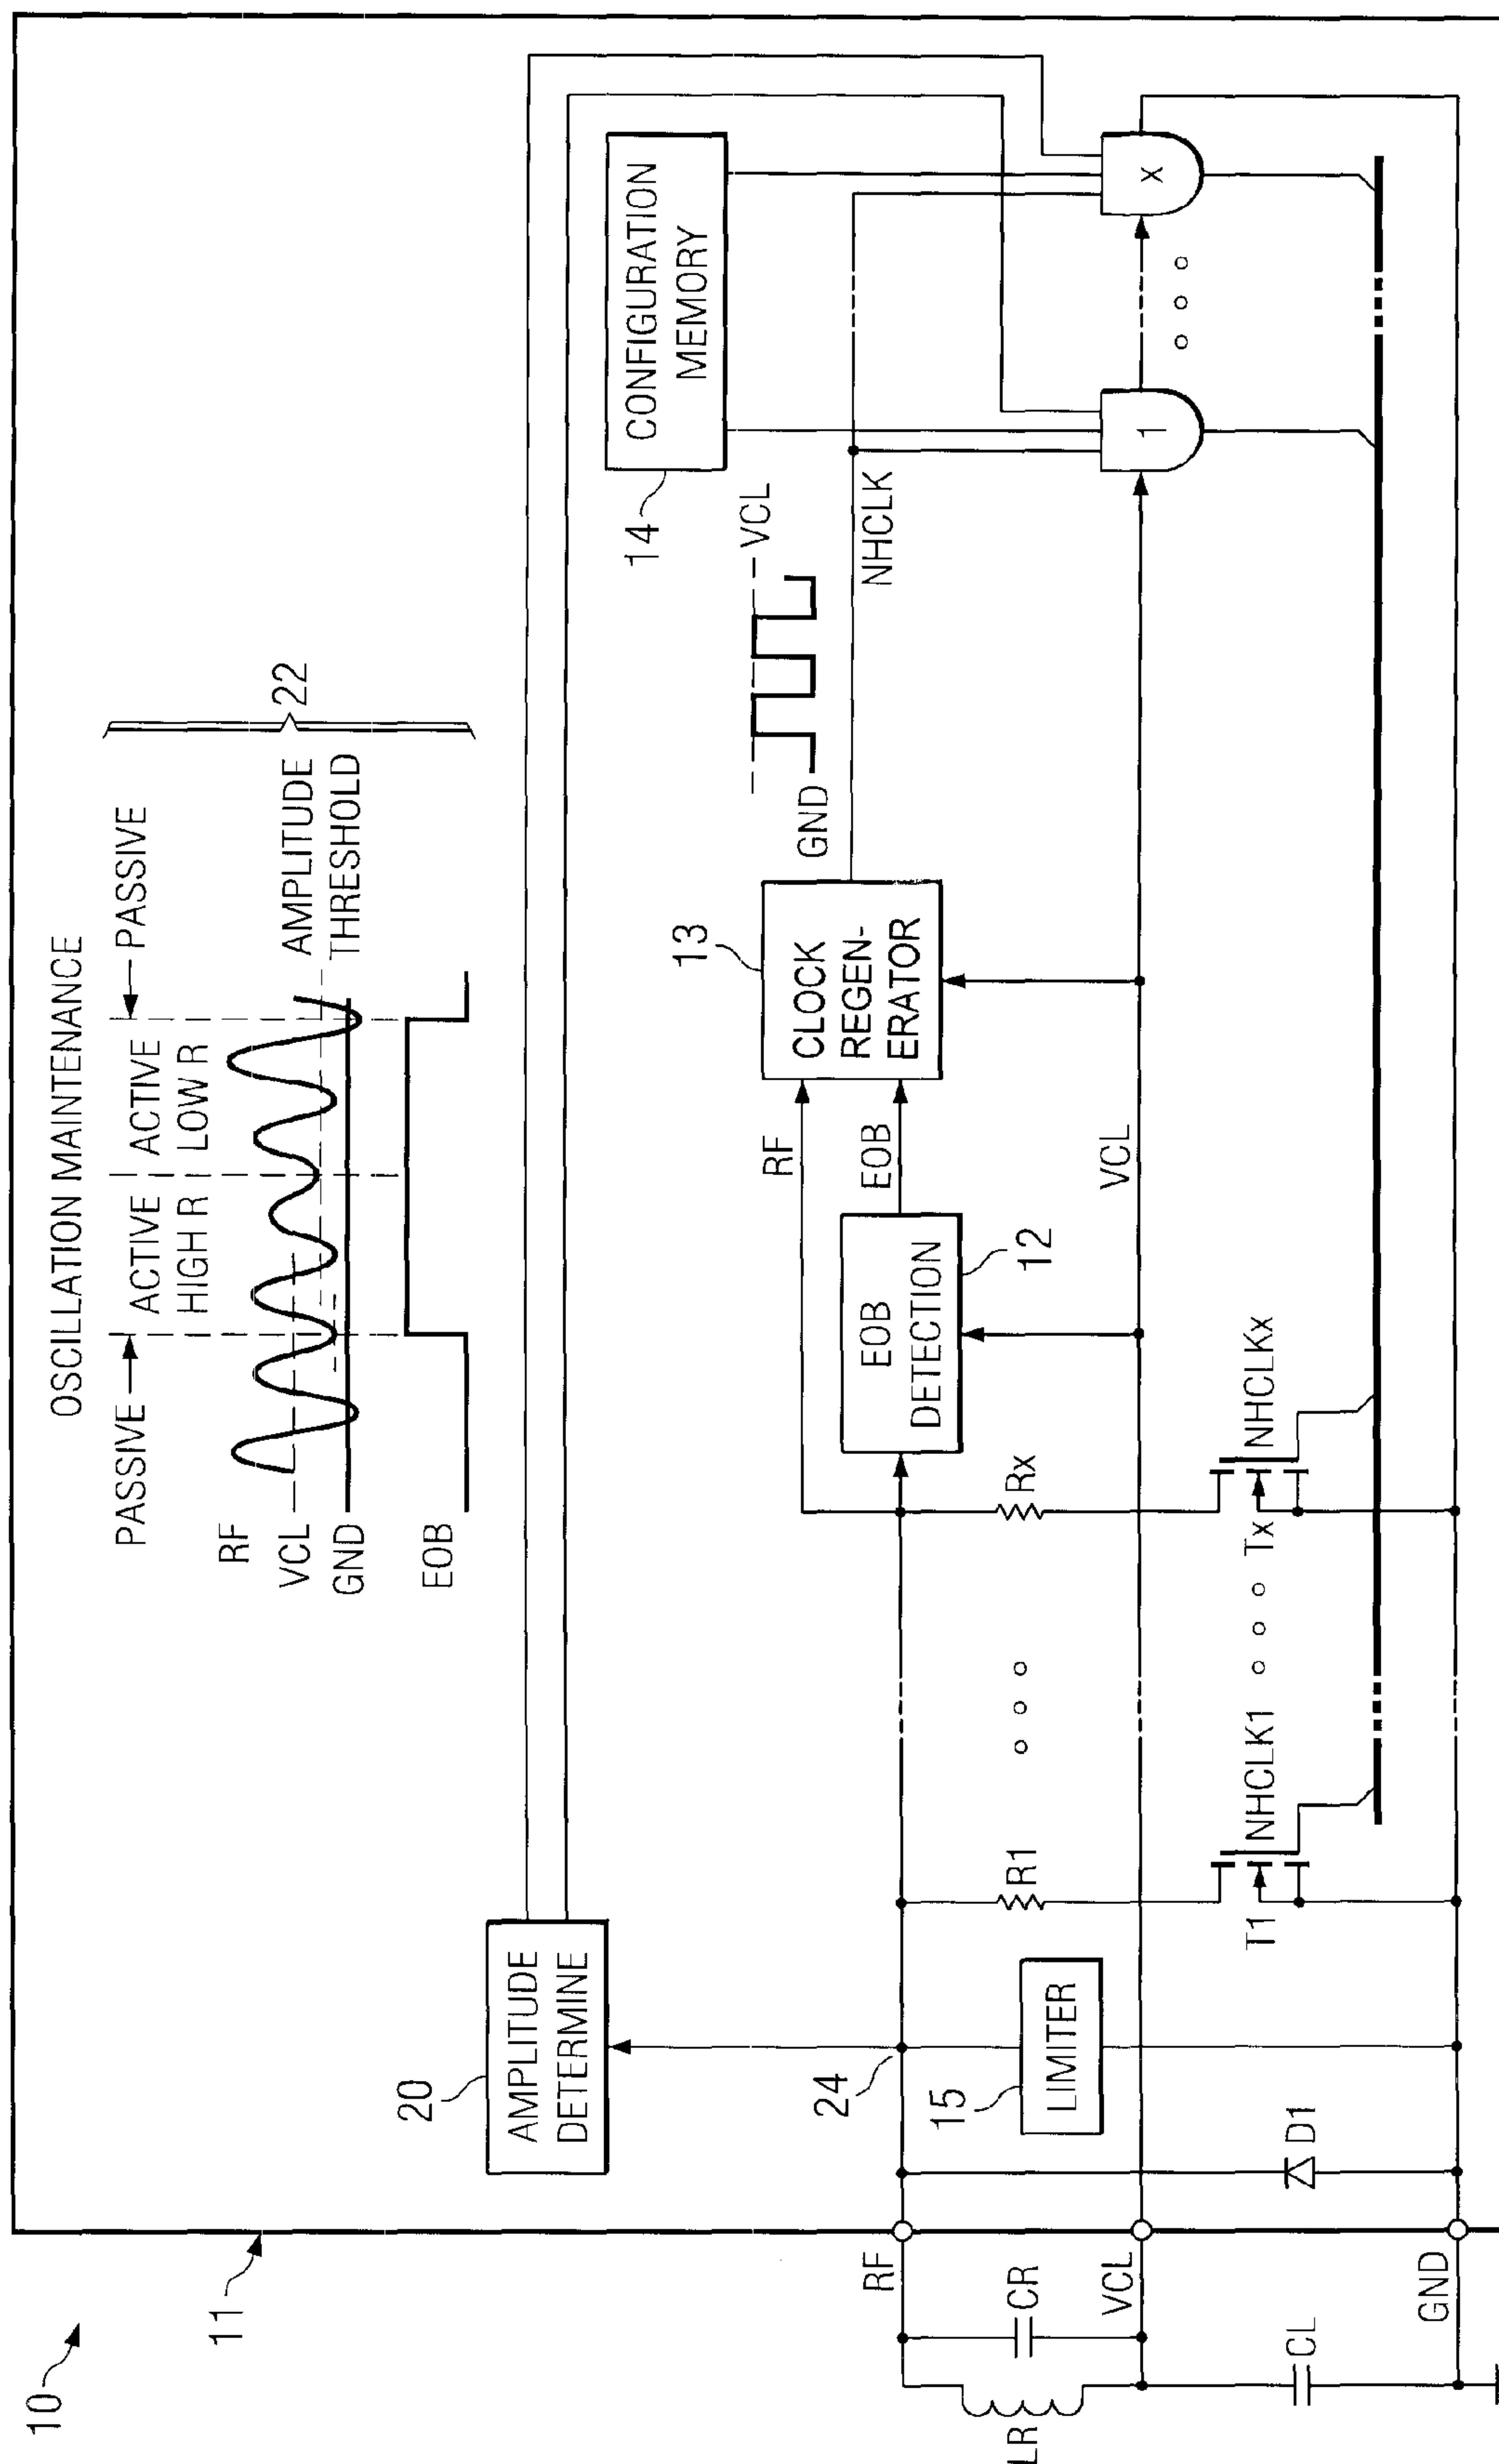 10
11
OSCILLATION MAINTENANCE
PASSIVE
ACTIVE
HIGH R
ACTIVE
LOW R
PASSIVE
RF
VCL
GND
AMPLITUDE
THRESHOLD
EOB
22
20
AMPLITUDE
DETERMINE
14
CONFIGURATION
MEMORY
VCL
GND
NHCLK
13
CLOCK
REGEN-
ERATOR
RF
EOB
EOB
DETECTION
12
VCL
24
15
LIMITER
R1
Rx
1
x
T1
NHCLK1
Tx
NHCLKx
D1
RF
VCL
GND
CR
LR
CL